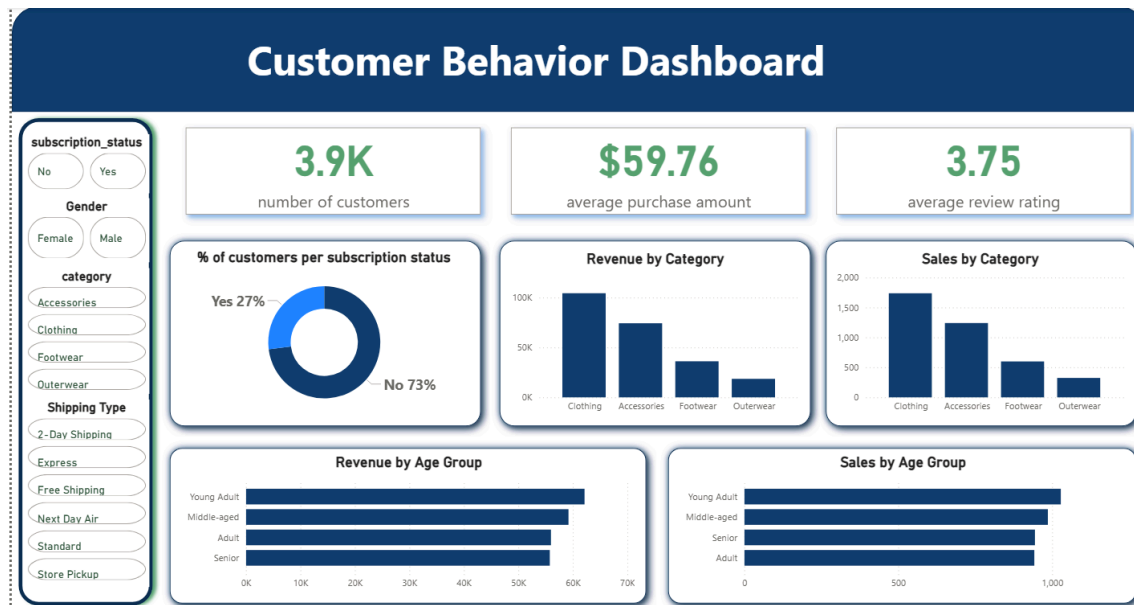 Customer Behavior Dashboard
subscription_status
No Yes
Gender
Female Male
category
Accessories
Clothing
Footwear
Outerwear
Shipping Type
2-Day Shipping
Express
Free Shipping
Next Day Air
Standard
Store Pickup
3.9K
number of customers
$59.76
average purchase amount
3.75
average review rating
% of customers per subscription status
Yes 27%
No 73%
Revenue by Category
100K
50K
0K
Clothing Accessories Footwear Outerwear
Sales by Category
2,000
1,500
1,000
500
0
Clothing Accessories Footwear Outerwear
Revenue by Age Group
Young Adult
Middle-aged
Adult
Senior
0K 10K 20K 30K 40K 50K 60K 70K
Sales by Age Group
Young Adult
Middle-aged
Senior
Adult
0 500 1,000